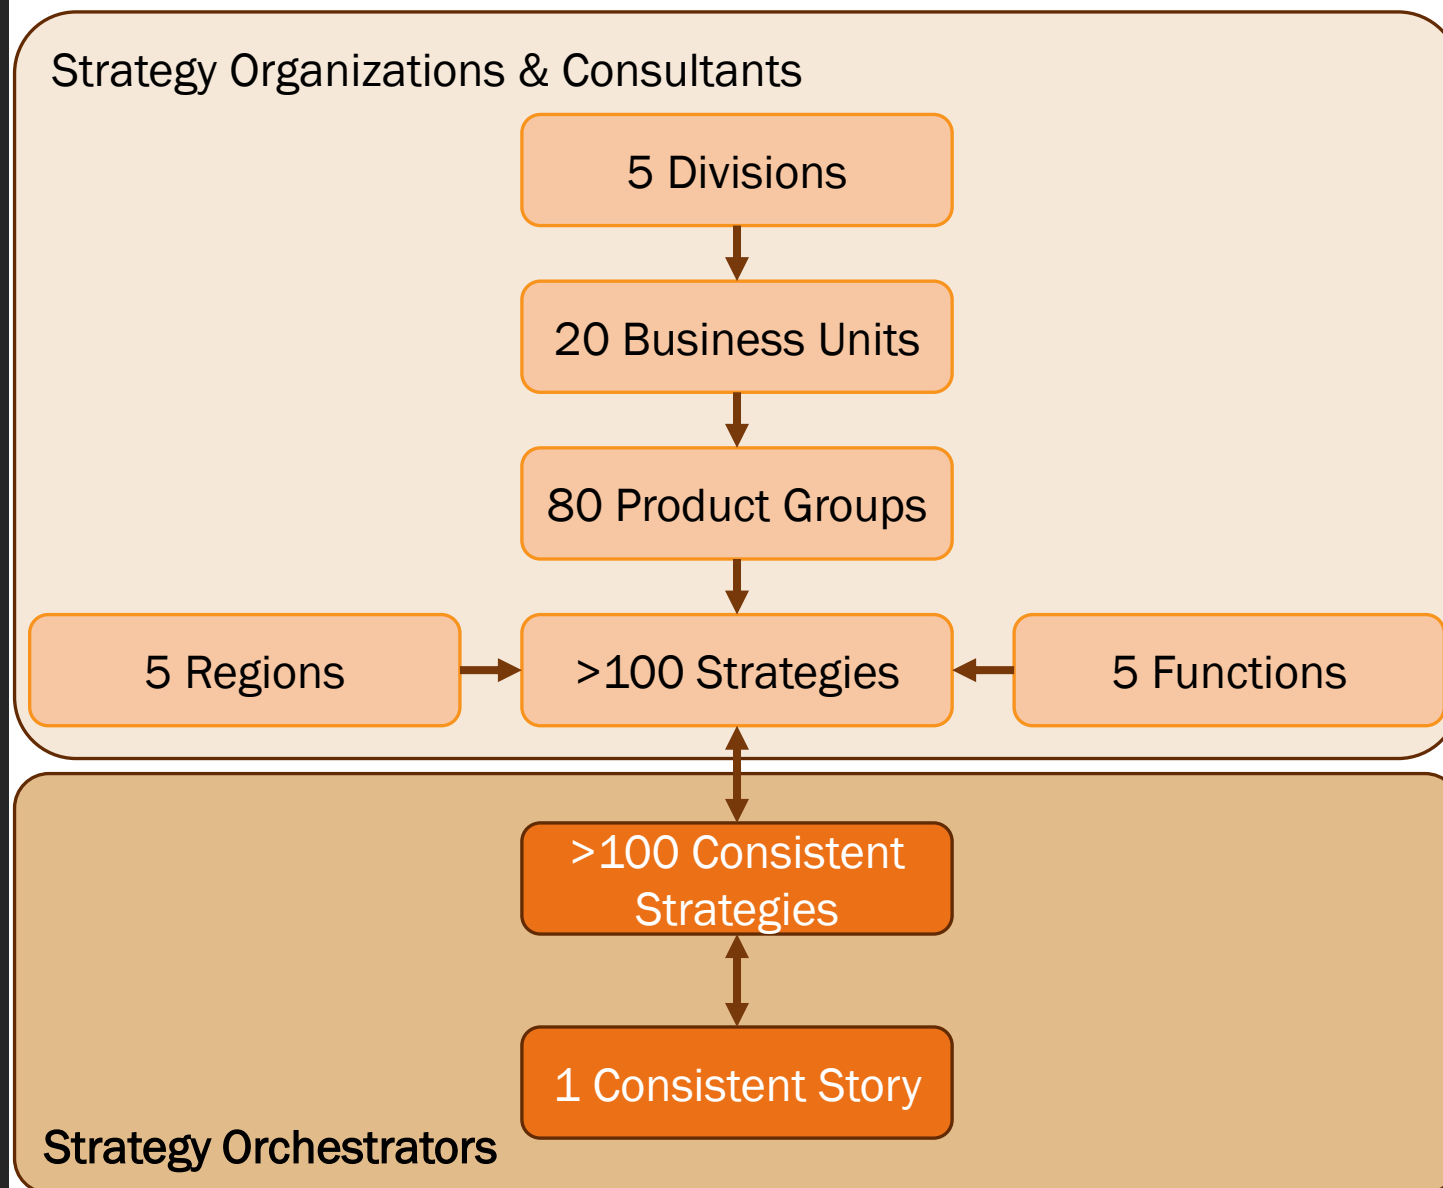 Strategy Organizations & Consultants
5 Divisions
20 Business Units
80 Product Groups
5 Regions
>100 Strategies
5 Functions
>100 Consistent
Strategies
1 Consistent Story
Strategy Orchestrators